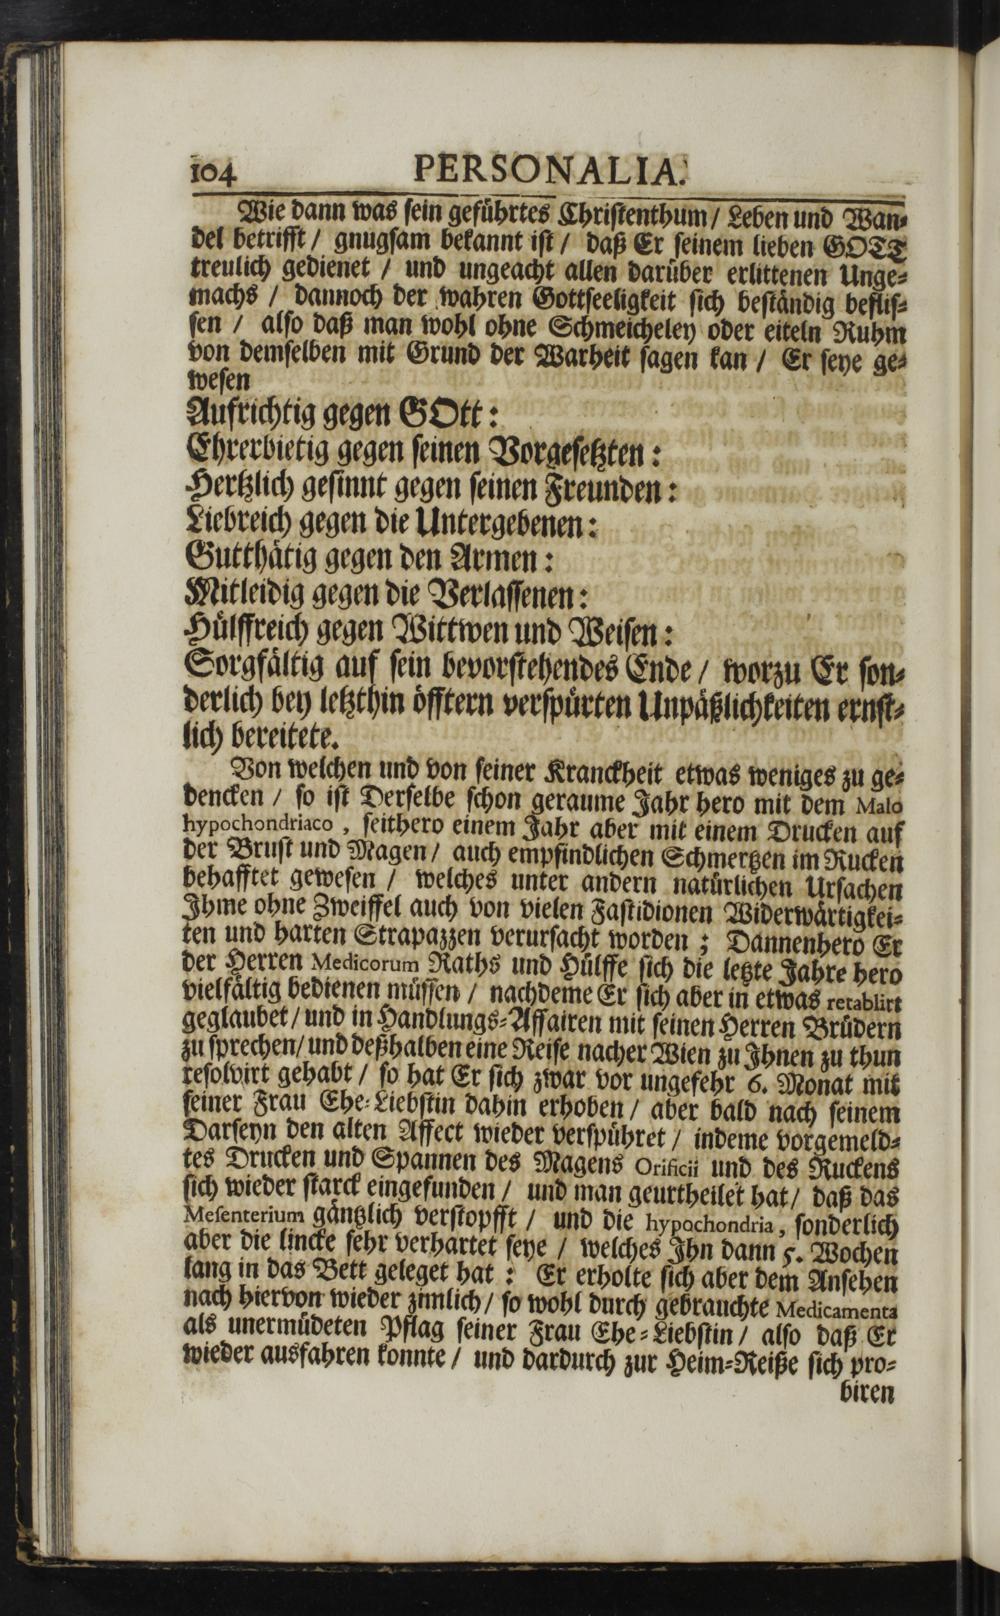 104 PERSONALIA.
Wie dann was sein geführtes Christenthum / Leben und Wan-
del betrifft / gnugsam bekannt ist / daß Er seinem lieben GOTT
treulich gedienet / und ungeacht allen darüber erlittenen Unge-
machs / dannoch der wahren Gottseeligkeit sich beständig beflis-
sen / also daß man wohl ohne Schmeicheley oder eiteln Ruhm
von demselben mit Grund der Warheit sagen kan / Er seye ge-
wesen
Aufrichtig gegen GOtt:
Ehrerbietig gegen seinen Vorgesetzten:
Hertzlich gesinnt gegen seinen Freunden:
Liebreich gegen die Untergebenen:
Gutthätig gegen den Armen:
Mitleidig gegen die Verlassenen:
Hülffreich gegen Wittwen und Weisen:
Sorgfältig auf sein bevorstehendes Ende / worzu Er son-
derlich bey letzthin öfftern verspürten Unpäßlichkeiten ernst-
lich bereitete.
Von welchen und von seiner Kranckheit etwas weniges zu ge-
dencken / so ist Derselbe schon geraume Jahr hero mit dem Malo
hypochondriaco, seithero einem Jahr aber mit einem Drucken auf
der Brust und Magen / auch empfindlichen Schmertzen im Rucken
behafftet gewesen / welches unter andern natürlichen Ursachen
Ihme ohne Zweiffel auch von vielen Fastidionen Widerwärtigkei-
ten und harten Strapazzen verursacht worden; Dannenhero Er
der Herren Medicorum Raths und Hülffe sich die letzte Jahre hero
vielfältig bedienen müssen / nachdeme Er sich aber in etwas retablirt
geglaubet / und in Handlungs-Affairen mit seinen Herren Brüdern
zu sprechen / und deßhalben eine Reise nacher Wien zu Ihnen zu thun
resolvirt gehabt / so hat Er sich zwar vor ungefehr 6. Monat mit
seiner Frau Ehe-Liebstin dahin erhoben / aber bald nach seinem
Darseyn den alten Affect wieder verspühret / indeme vorgemeld-
tes Drucken und Spannen des Magens Orificii und des Ruckens
sich wieder starck eingefunden / und man geurtheilet hat / daß das
Mesenterium gäntzlich verstopfft / und die hypochondria, sonderlich
aber die lincke sehr verhartet seye / welches Ihn dann 5. Wochen
lang in das Bett geleget hat: Er erholte sich aber dem Ansehen
nach hiervon wieder zimlich / so wohl durch gebrauchte Medicamenta
als unermüdeten Pflag seiner Frau Ehe-Liebstin / also daß Er
wieder ausfahren konnte / und dardurch zur Heim-Reiße sich pro-
biren